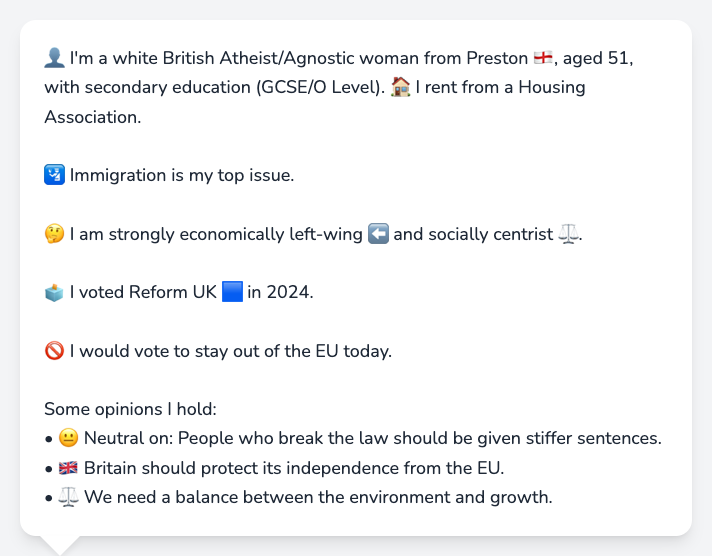 👤 I'm a white British Atheist/Agnostic woman from Preston 🏴󠁧󠁢󠁥󠁮󠁧󠁿, aged 51,
with secondary education (GCSE/O Level). 🏠 I rent from a Housing
Association.
🛂 Immigration is my top issue.
🤔 I am strongly economically left-wing ⬅️ and socially centrist ⚖️.
🗳️ I voted Reform UK 🟦 in 2024.
🚫 I would vote to stay out of the EU today.
Some opinions I hold:
• 😐 Neutral on: People who break the law should be given stiffer sentences.
• 🇬🇧 Britain should protect its independence from the EU.
• ⚖️ We need a balance between the environment and growth.